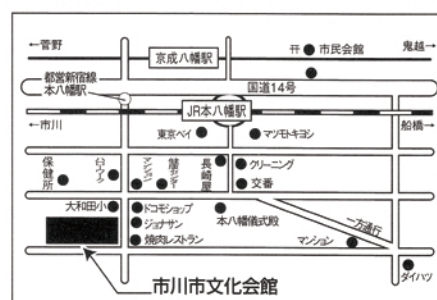 ←菅野
京成八幡駅
市民会館
鬼越→
都営新宿線
本八幡駅
国道14号
JR本八幡駅
←市川
船橋→
東京ベイ
マツモトキヨシ
保健所
マンション
長崎屋
クリーニング
交番
大和田小
ドコモショップ
ジョナサン
焼肉レストラン
本八幡儀式殿
一方通行
マンション
ダイハツ
市川市文化会館